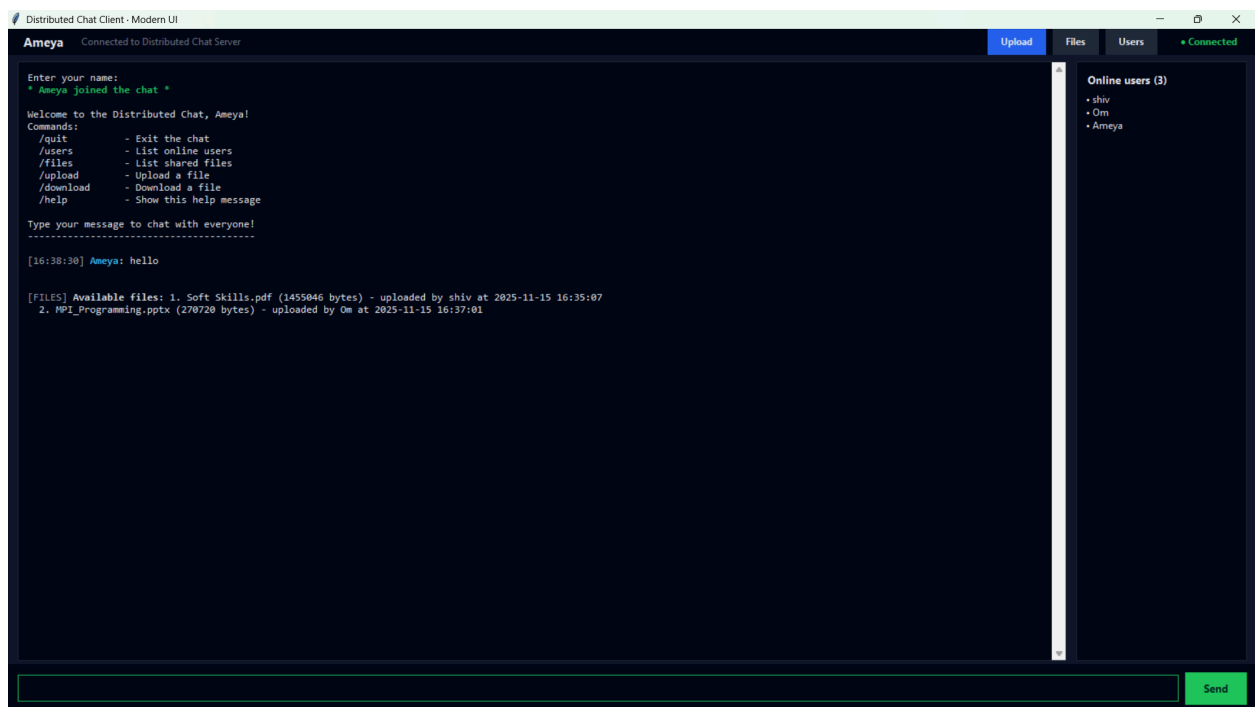 Distributed Chat Client · Modern UI
Ameya Connected to Distributed Chat Server Upload Files Users • Connected
Enter your name:
* Ameya joined the chat *
Welcome to the Distributed Chat, Ameya!
Commands:
/quit - Exit the chat
/users - List online users
/files - List shared files
/upload - Upload a file
/download - Download a file
/help - Show this help message
Type your message to chat with everyone!
----------------------------------------
[16:38:30] Ameya: hello
[FILES] Available files: 1. Soft Skills.pdf (1455046 bytes) - uploaded by shiv at 2025-11-15 16:35:07
2. MPI_Programming.pptx (270720 bytes) - uploaded by Om at 2025-11-15 16:37:01
Online users (3)
• shiv
• Om
• Ameya
Send